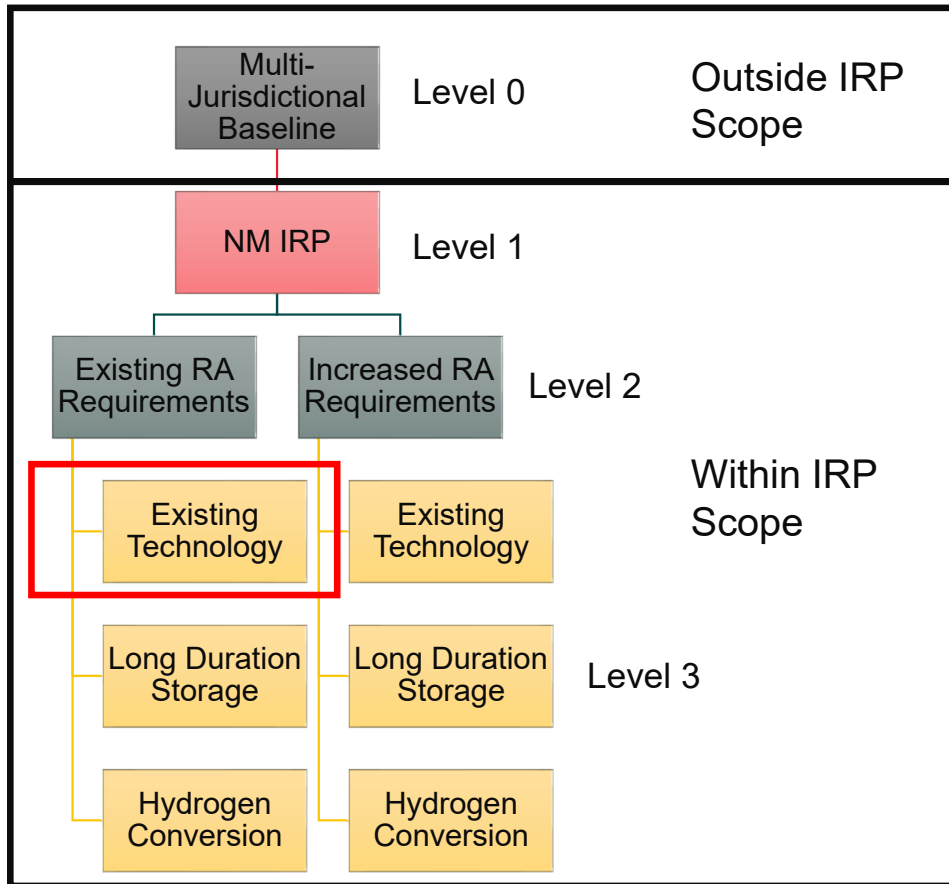 Multi-
Jurisdictional
Baseline
Level 0
Outside IRP
Scope
NM IRP
Level 1
Existing RA
Requirements
Increased RA
Requirements
Level 2
Within IRP
Scope
Existing
Technology
Existing
Technology
Long Duration
Storage
Long Duration
Storage
Level 3
Hydrogen
Conversion
Hydrogen
Conversion